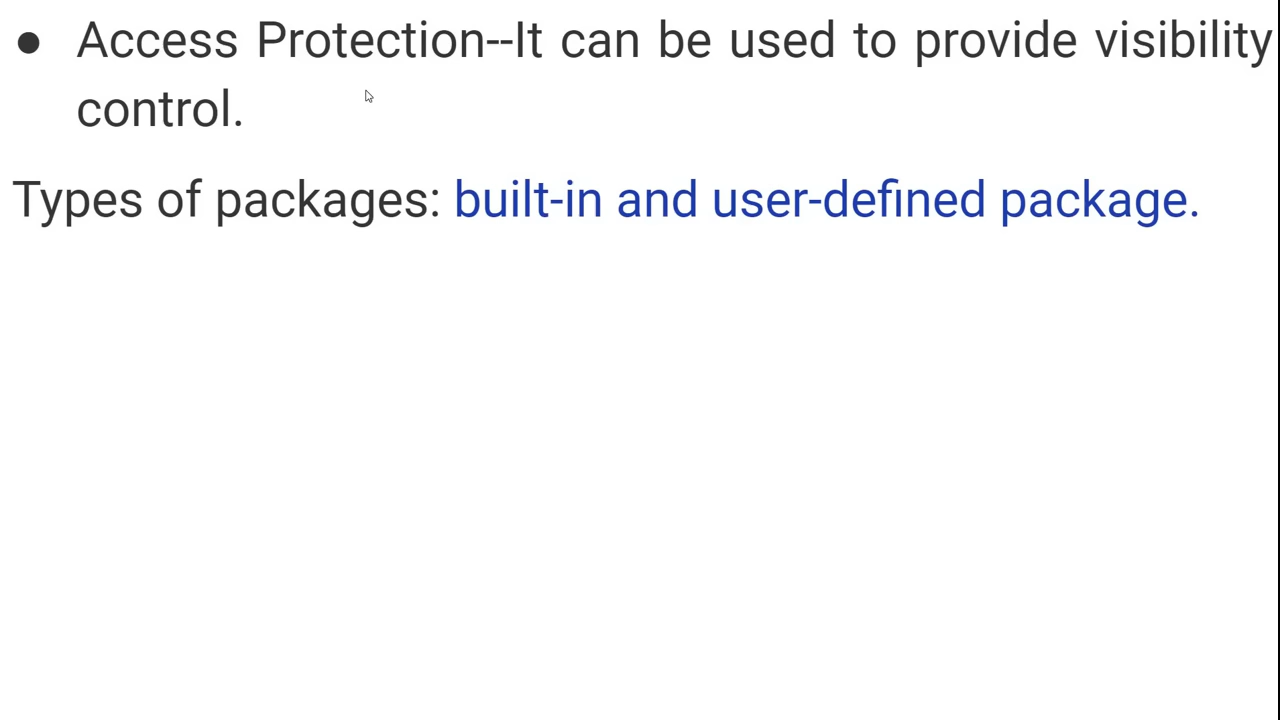 ● Access Protection--It can be used to provide visibility
control.
Types of packages: built-in and user-defined package.